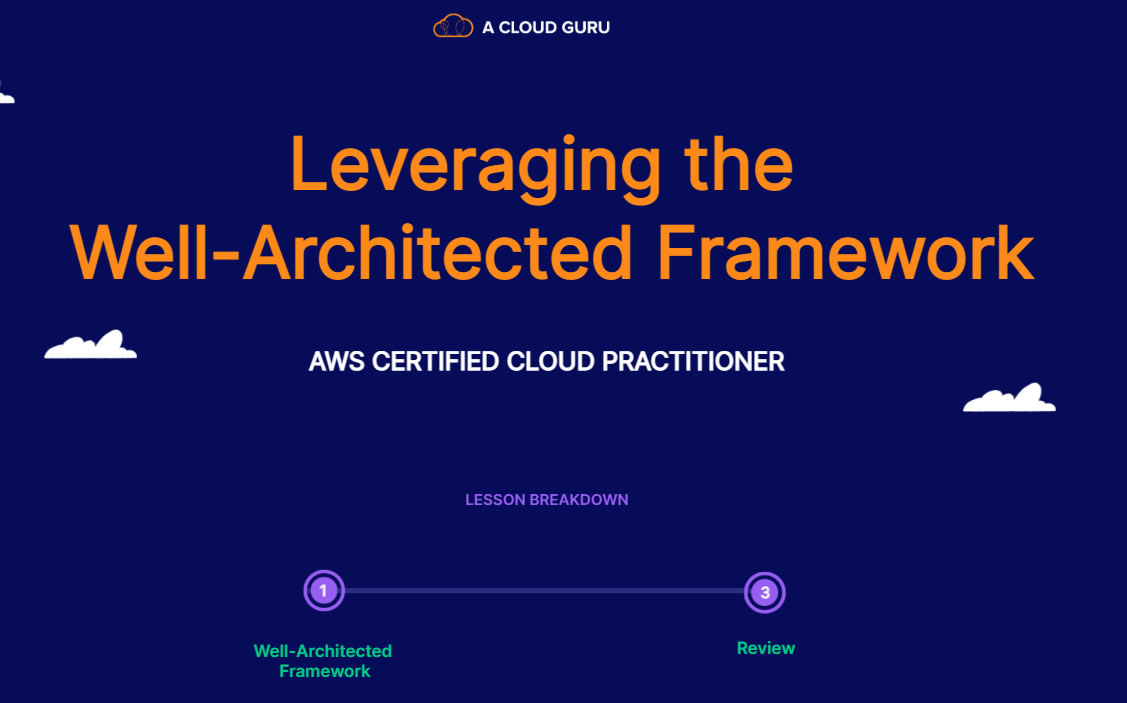 A CLOUD GURU
Leveraging the
Well-Architected Framework
AWS CERTIFIED CLOUD PRACTITIONER
LESSON BREAKDOWN
1
3
Well-Architected
Framework
Review